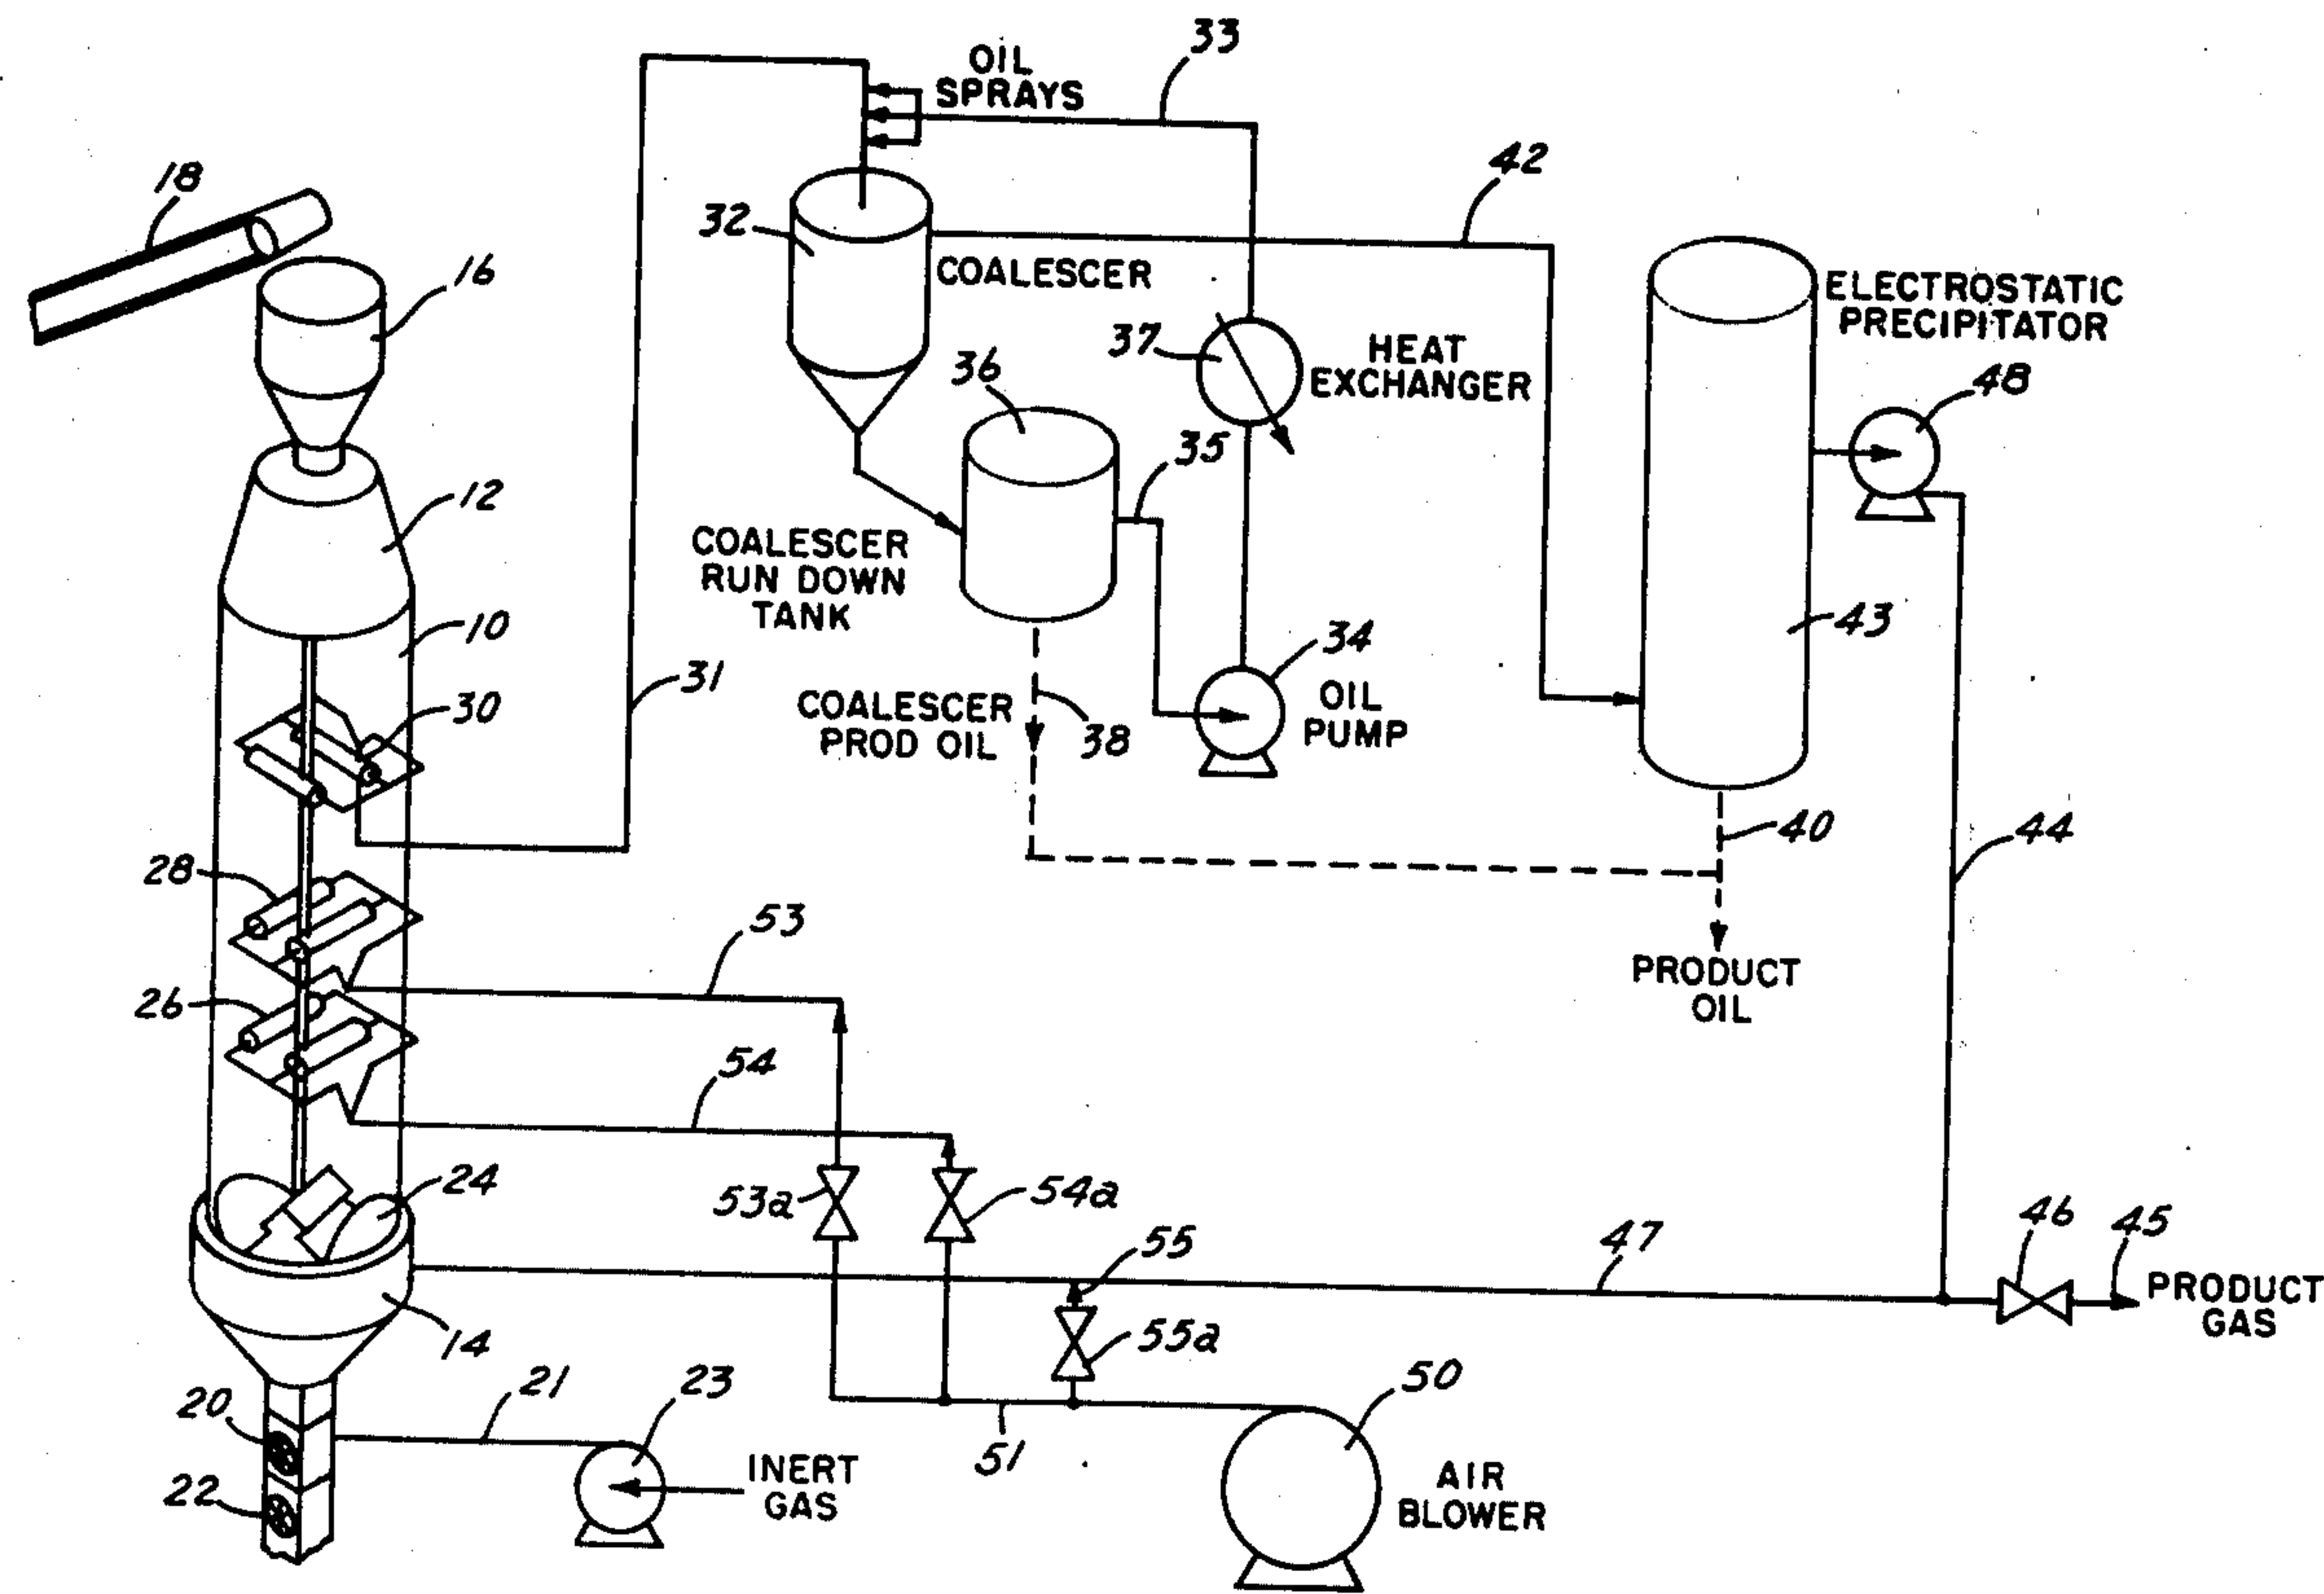 33
OIL
SPRAYS
42
18
32
16
COALESCER
ELECTROSTATIC
PRECIPITATOR
37
HEAT
EXCHANGER
36
48
35
12
COALESCER
RUN DOWN
TANK
10
34
43
31
30
OIL
PUMP
COALESCER
PROD OIL
38
40
44
28
53
PRODUCT
OIL
26
54
24
53a
54a
55
47
46
45
PRODUCT
GAS
14
55a
50
20
21
23
51
INERT
GAS
22
AIR
BLOWER